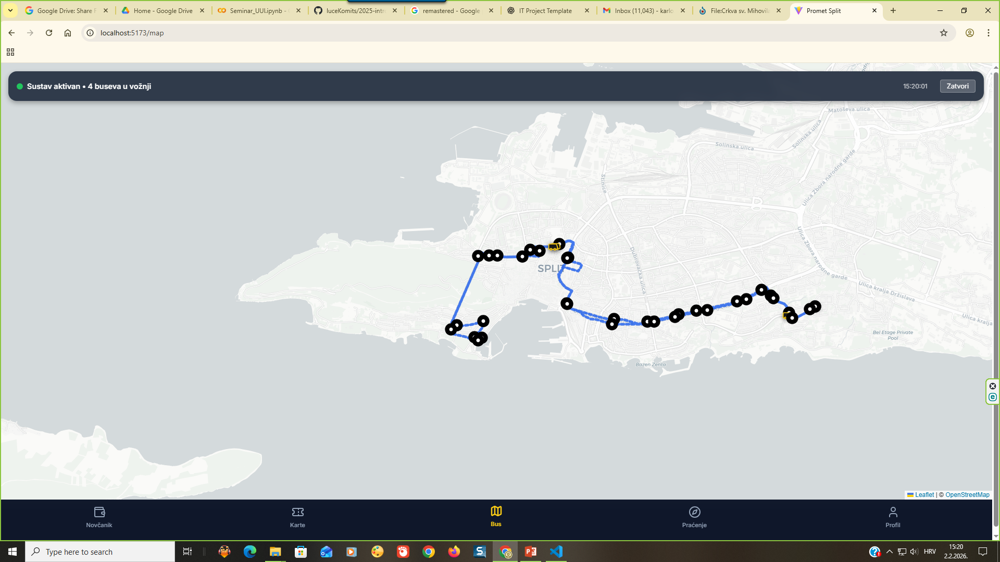 Google Drive: Share F
Home - Google Drive
Seminar_UUI.ipynb - C
luceKomits/2025-intro
remastered - Google
IT Project Template
Inbox (11,043) - karlo
File:Crkva sv. Mihovila
Promet Split
localhost:5173/map
Sustav aktivan • 4 buseva u vožnji
15:20:01
Zatvori
Matoševa ulica
Solinska ulica
Solinska ulica
Ulica Zbora narodne garde
Stinice
Dubrovačka ulica
SPLIT
Ulica Zbora narodne garde
Ulica kralja Držislava
Ulica kralja
Bel Etage Private
Pool
Bazen Zenta
Leaflet | © OpenStreetMap
Novčanik
Karte
Bus
Praćenje
Profil
Type here to search
HRV
15:20
2.2.2026.